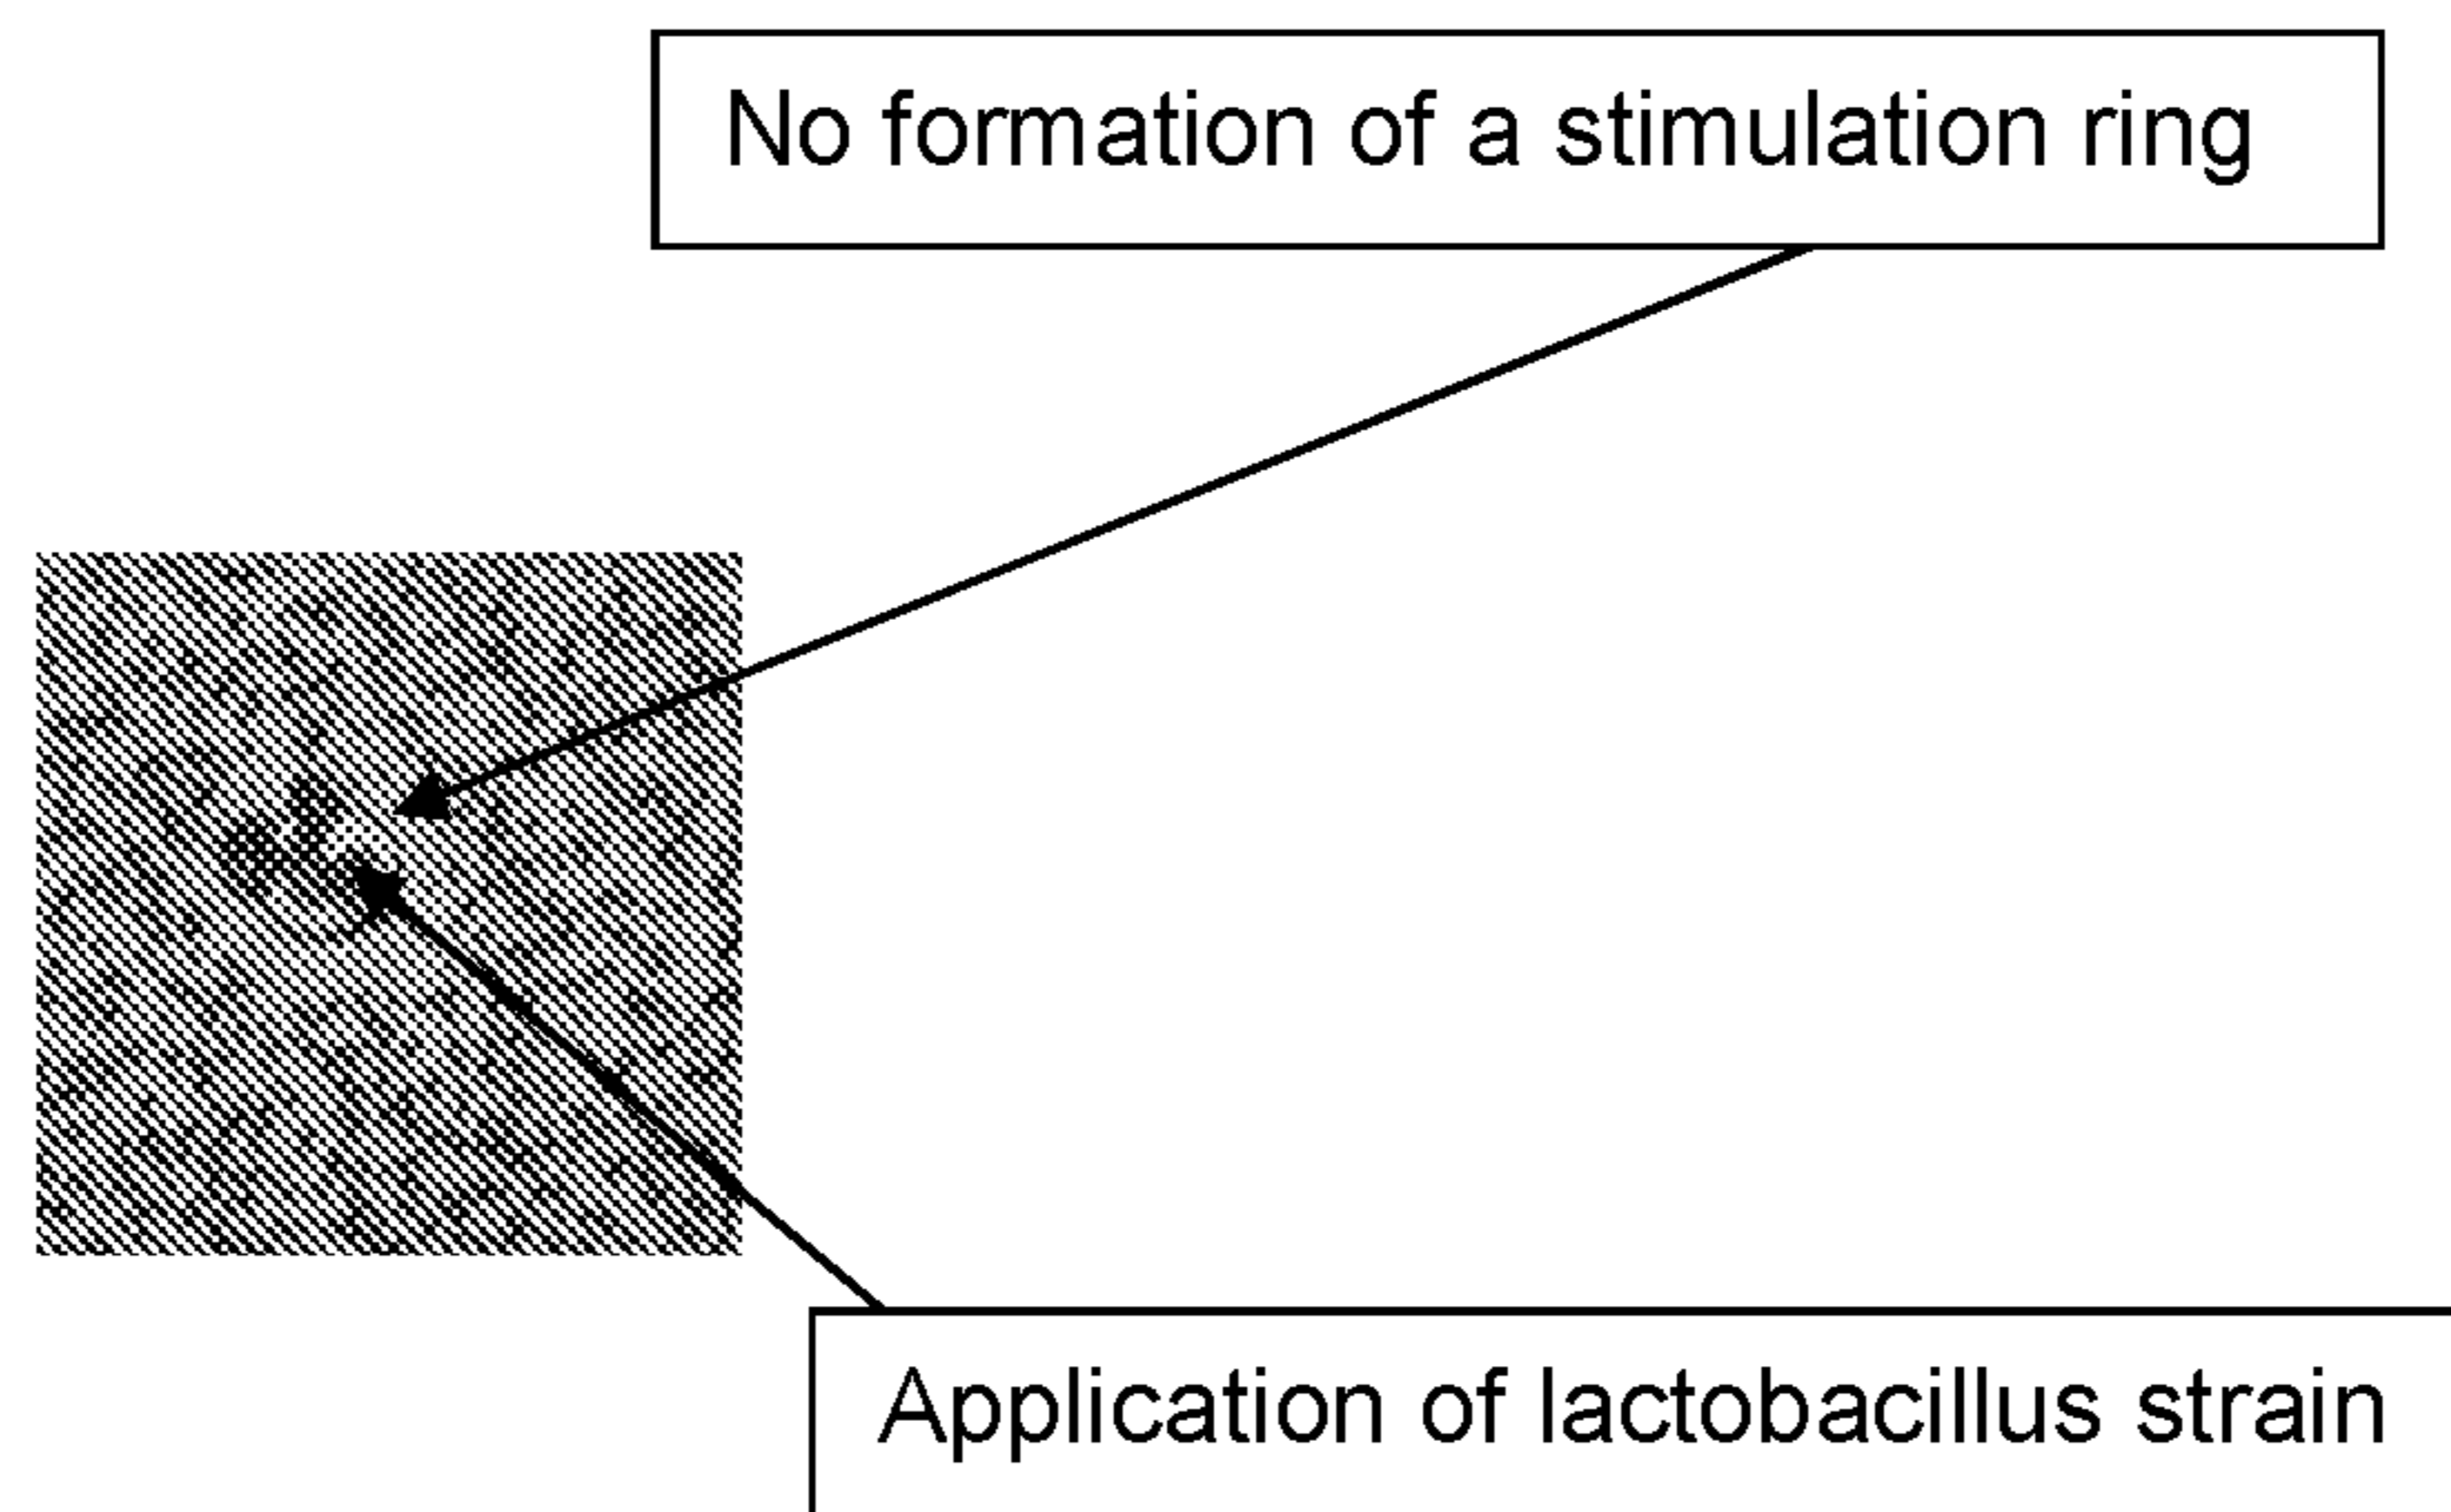 No formation of a stimulation ring
Application of lactobacillus strain